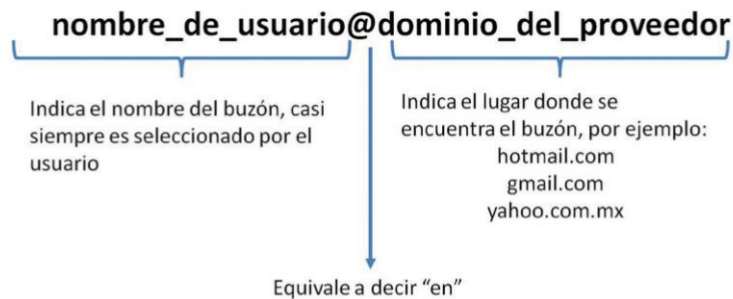 nombre_de_usuario@dominio_del_proveedor
Indica el nombre del buzón, casi
siempre es seleccionado por el
usuario
Indica el lugar donde se
encuentra el buzón, por ejemplo:
hotmail.com
gmail.com
yahoo.com.mx
Equivale a decir “en”